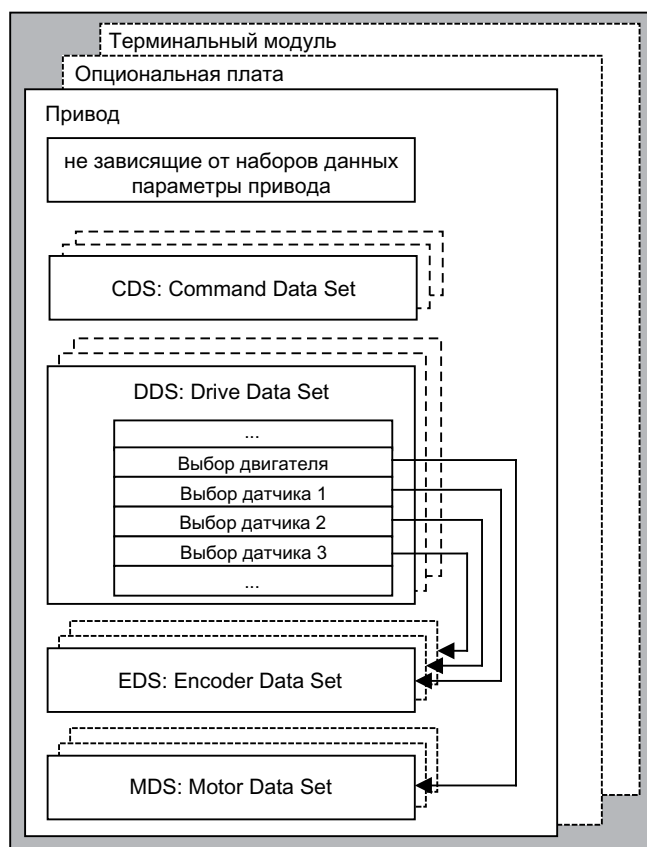 Терминальный модуль
Опциональная плата
Привод
не зависящие от наборов данных
параметры привода
CDS: Command Data Set
DDS: Drive Data Set
...
Выбор двигателя
Выбор датчика 1
Выбор датчика 2
Выбор датчика 3
...
EDS: Encoder Data Set
MDS: Motor Data Set